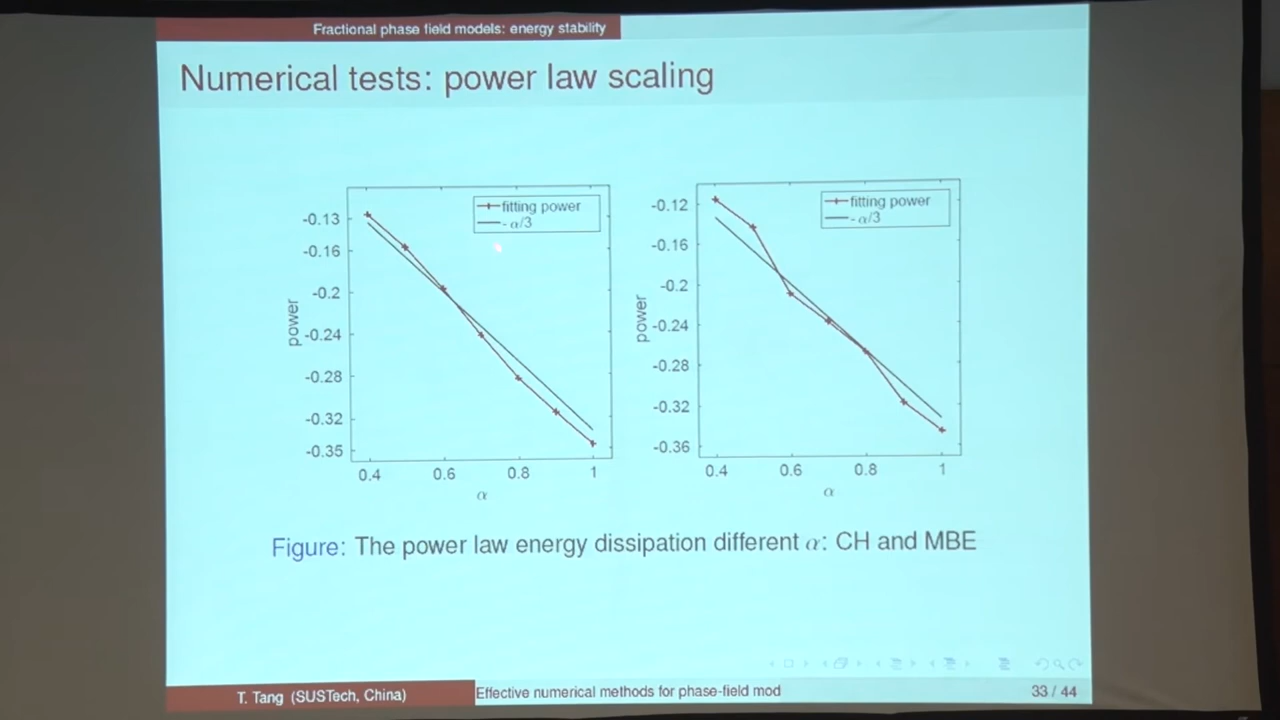 Fractional phase field models: energy stability
Numerical tests: power law scaling
fitting power
- α/3
-0.13
-0.16
-0.2
-0.24
-0.28
-0.32
-0.35
power
0.4 0.6 0.8 1
α
fitting power
- α/3
-0.12
-0.16
-0.2
-0.24
-0.28
-0.32
-0.36
power
0.4 0.6 0.8 1
α
Figure: The power law energy dissipation different α: CH and MBE
T. Tang (SUSTech, China) Effective numerical methods for phase-field mod 33 / 44